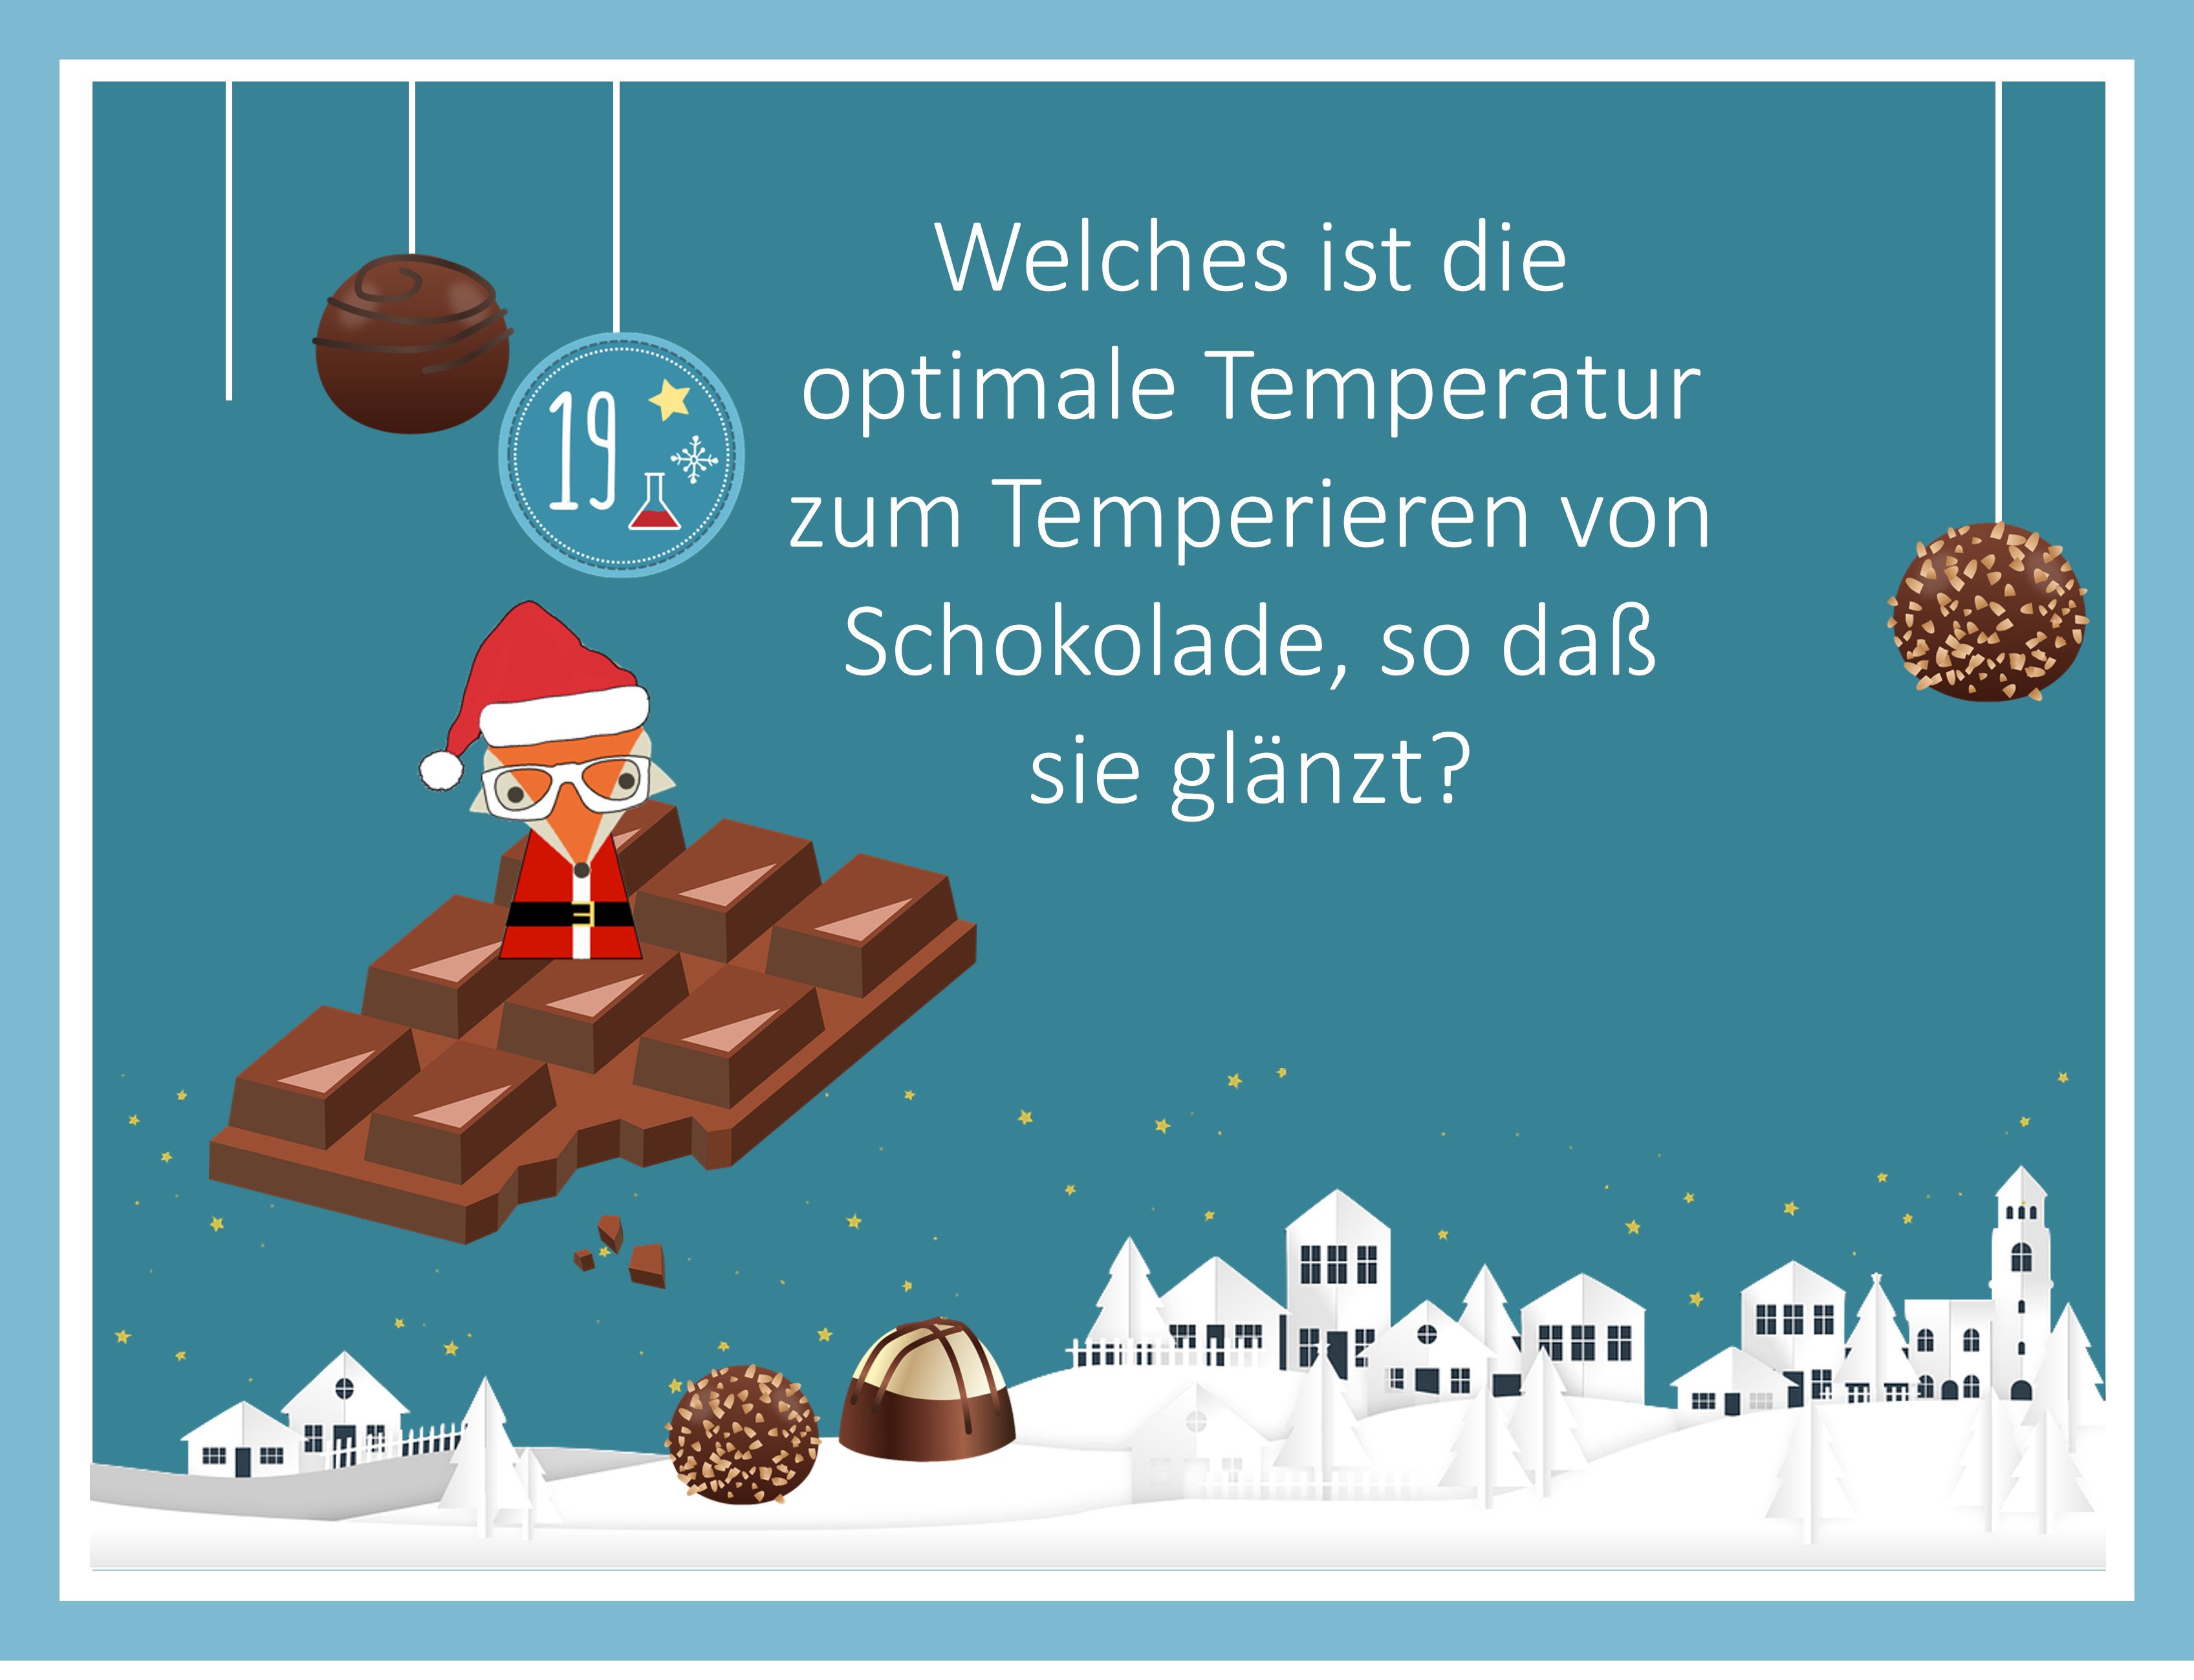 Welches ist die
optimale Temperatur
19
zum Temperieren von
Schokolade, so daß
sie glänzt?